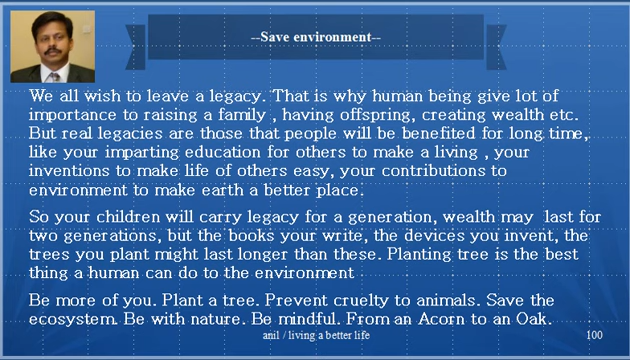 --Save environment--
We all wish to leave a legacy. That is why human being give lot of
importance to raising a family , having offspring, creating wealth etc.
But real legacies are those that people will be benefited for long time,
like your imparting education for others to make a living , your
inventions to make life of others easy, your contributions to
environment to make earth a better place.
So your children will carry legacy for a generation, wealth may last for
two generations, but the books your write, the devices you invent, the
trees you plant might last longer than these. Planting tree is the best
thing a human can do to the environment
Be more of you. Plant a tree. Prevent cruelty to animals. Save the
ecosystem. Be with nature. Be mindful. From an Acorn to an Oak.
anil / living a better life 100